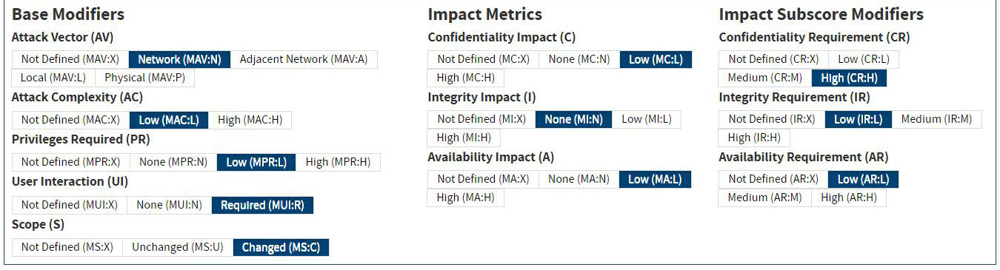 Base Modifiers
Attack Vector (AV)
Not Defined (MAV:X) Network (MAV:N) Adjacent Network (MAV:A)
Local (MAV:L) Physical (MAV:P)
Attack Complexity (AC)
Not Defined (MAC:X) Low (MAC:L) High (MAC:H)
Privileges Required (PR)
Not Defined (MPR:X) None (MPR:N) Low (MPR:L) High (MPR:H)
User Interaction (UI)
Not Defined (MUI:X) None (MUI:N) Required (MUI:R)
Scope (S)
Not Defined (MS:X) Unchanged (MS:U) Changed (MS:C)
Impact Metrics
Confidentiality Impact (C)
Not Defined (MC:X) None (MC:N) Low (MC:L)
High (MC:H)
Integrity Impact (I)
Not Defined (MI:X) None (MI:N) Low (MI:L)
High (MI:H)
Availability Impact (A)
Not Defined (MA:X) None (MA:N) Low (MA:L)
High (MA:H)
Impact Subscore Modifiers
Confidentiality Requirement (CR)
Not Defined (CR:X) Low (CR:L)
Medium (CR:M) High (CR:H)
Integrity Requirement (IR)
Not Defined (IR:X) Low (IR:L) Medium (IR:M)
High (IR:H)
Availability Requirement (AR)
Not Defined (AR:X) Low (AR:L)
Medium (AR:M) High (AR:H)